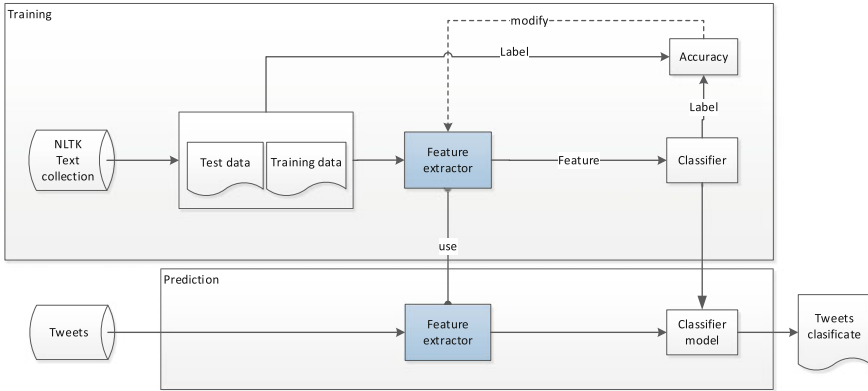 Training
modify
Label
Accuracy
Label
NLTK
Text
collection
Test data
Training data
Feature
extractor
Feature
Classifier
use
Prediction
Tweets
Feature
extractor
Classifier
model
Tweets
clasificate